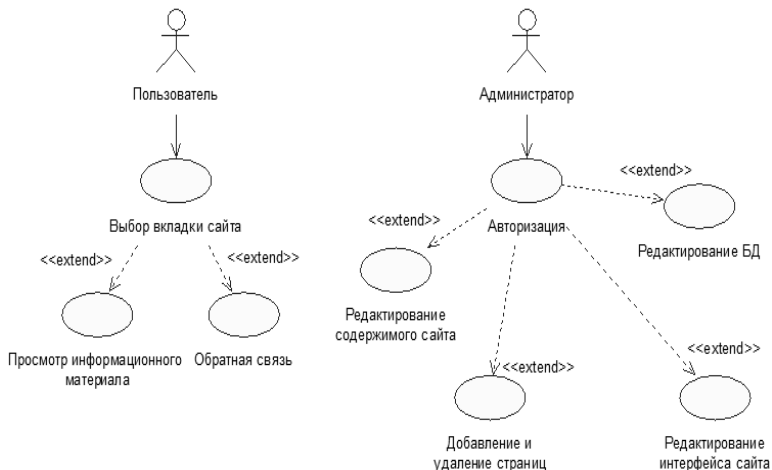 Пользователь
Администратор
<<extend>>
<<extend>>
Выбор вкладки сайта
Авторизация
Редактирование БД
<<extend>>
<<extend>>
Просмотр информационного
материала
Обратная связь
Редактирование
содержимого сайта
<<extend>>
<<extend>>
Добавление и
удаление страниц
Редактирование
интерфейса сайта